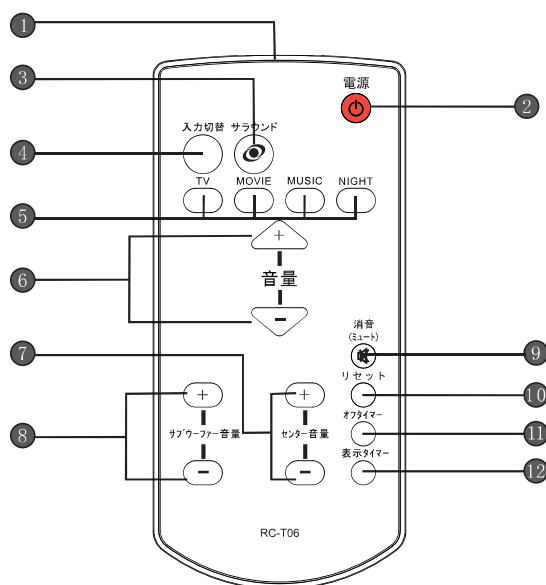 1
電源
3
2
入力切替 サラウンド
4
TV MOVIE MUSIC NIGHT
5
+
6
音量
-
消音
(ミュート)
7
9
リセット
+ +
10
オフタイマー
8
サブウーファー音量 センター音量
11
表示タイマー
- -
12
RC-T06